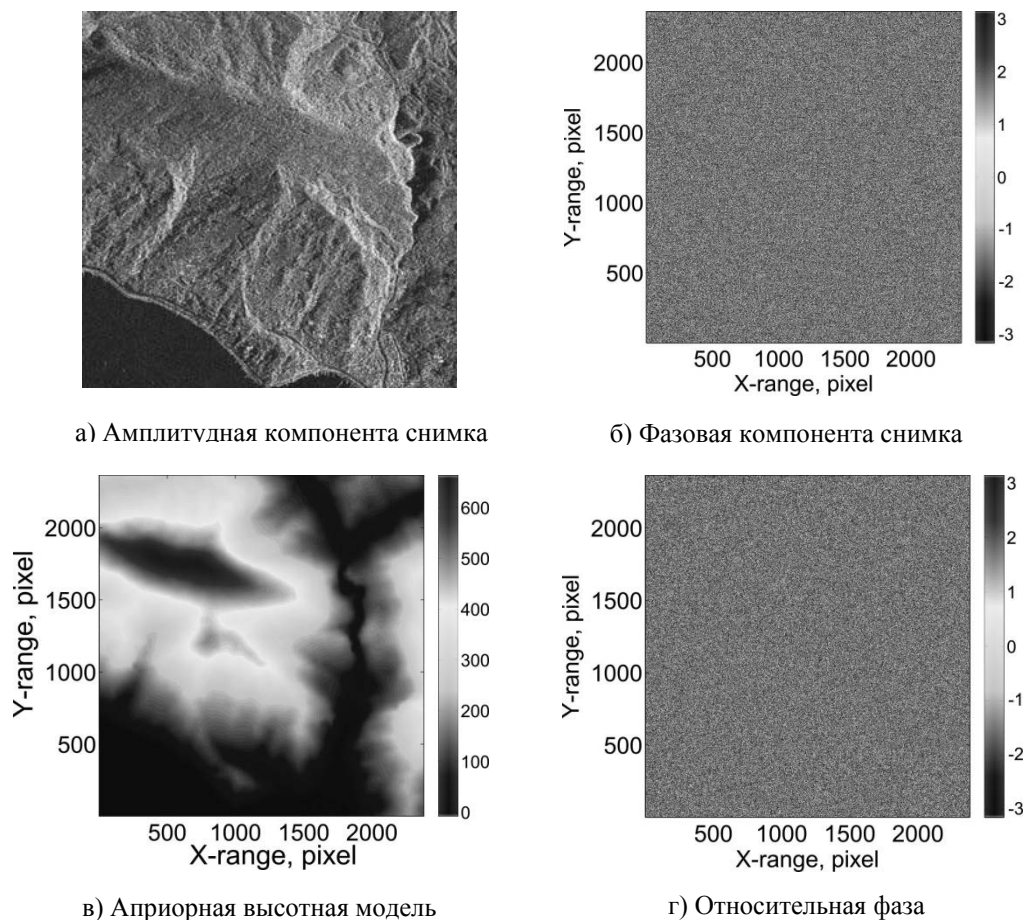 2000
1500
1000
500
Y-range, pixel
500 1000 1500 2000
X-range, pixel
3
2
1
0
-1
-2
-3
а) Амплитудная компонента снимка
б) Фазовая компонента снимка
2000
1500
1000
500
Y-range, pixel
500 1000 1500 2000
X-range, pixel
600
500
400
300
200
100
0
2000
1500
1000
500
Y-range, pixel
500 1000 1500 2000
X-range, pixel
3
2
1
0
-1
-2
-3
в) Априорная высотная модель
г) Относительная фаза